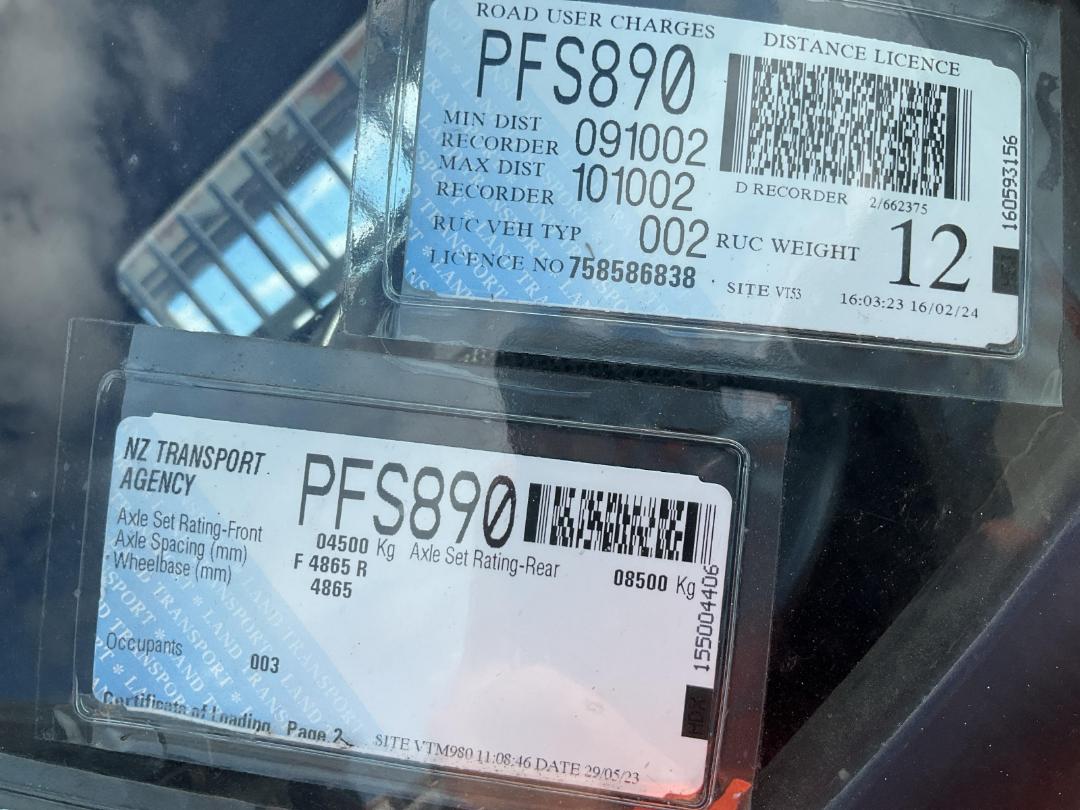 ROAD USER CHARGES DISTANCE LICENCE
PFS890
MIN DIST
RECORDER 091002
MAX DIST
RECORDER 101002
D RECORDER 2/662375
RUC VEH TYP 002 RUC WEIGHT 12
LICENCE NO 758586838 SITE VT53 16:03:23 16/02/24
160593156
NZ TRANSPORT
AGENCY
PFS890
Axle Set Rating-Front 04500 Kg Axle Set Rating-Rear 08500 Kg
Axle Spacing (mm) F 4865 R
Wheelbase (mm) 4865
Occupants 003
Certificate of Loading Page 2
SITE VTM980 11:08:46 DATE 29/05/23
155004406